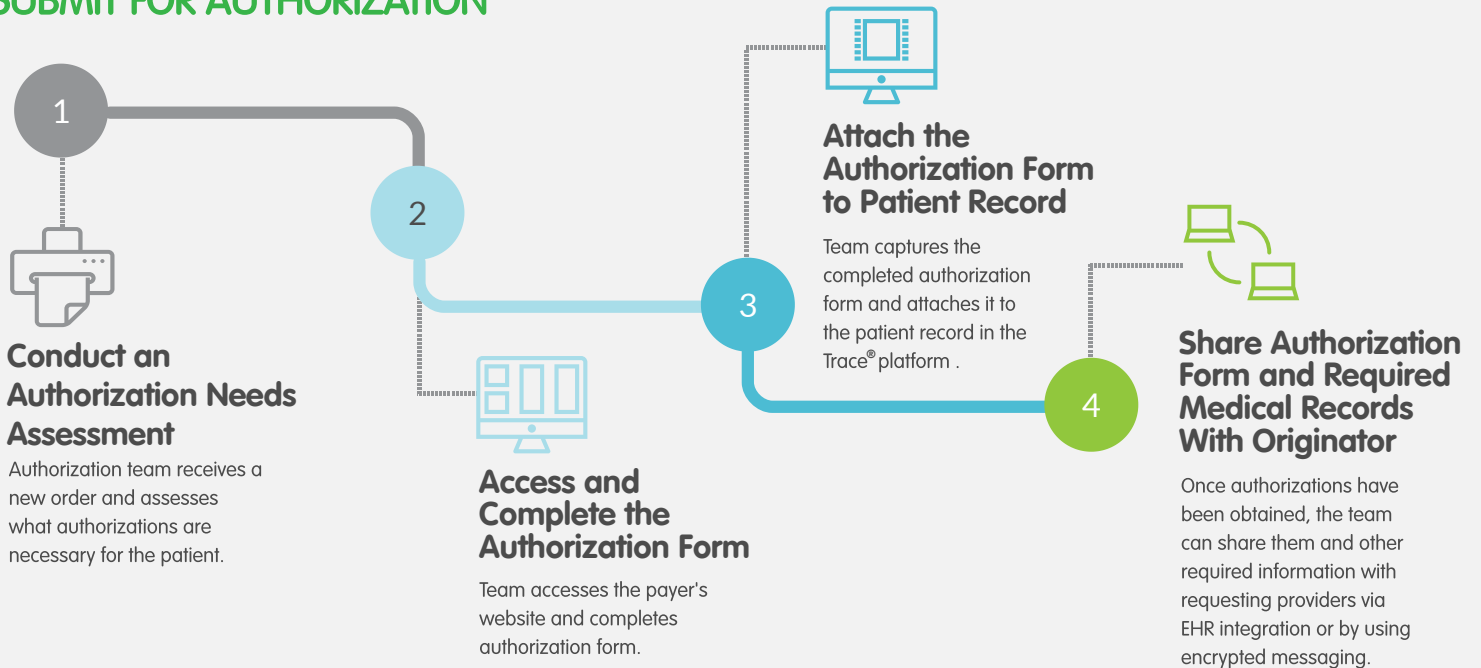 SUBMIT FOR AUTHORIZATION
1
Conduct an
Authorization Needs
Assessment
Authorization team receives a
new order and assesses
what authorizations are
necessary for the patient.
2
Access and
Complete the
Authorization Form
Team accesses the payer's
website and completes
authorization form.
3
Attach the
Authorization Form
to Patient Record
Team captures the
completed authorization
form and attaches it to
the patient record in the
Trace® platform .
4
Share Authorization
Form and Required
Medical Records
With Originator
Once authorizations have
been obtained, the team
can share them and other
required information with
requesting providers via
EHR integration or by using
encrypted messaging.